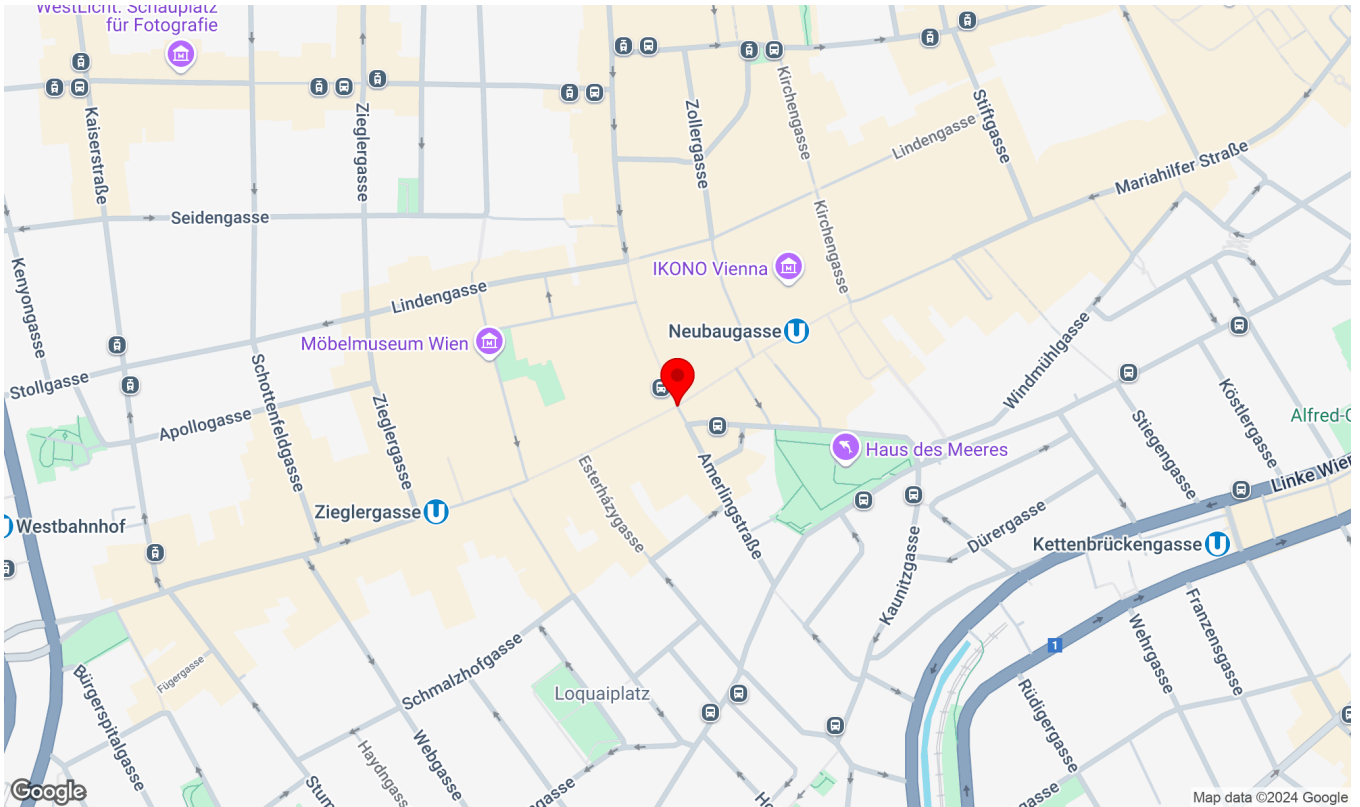 WestLicht. Schauplatz
für Fotografie
Kaiserstraße
Zieglergasse
Zollergasse
Kirchengasse
Stiftgasse
Lindengasse
Mariahilfer Straße
Seidengasse
Kirchengasse
Kenyongasse
IKONO Vienna
Lindengasse
Neubaugasse
Möbelmuseum Wien
Windmühlgasse
Stollgasse
Schottenfeldgasse
Apollogasse
Zieglergasse
Köstlergasse
Stiegengasse
Haus des Meeres
Amerlingstraße
Esterházygasse
Linke Wien
Zieglergasse
Westbahnhof
Dürergasse
Kettenbrückengasse
Kaunitzgasse
Franzensgasse
Wehrgasse
1
Fügergasse
Schmalzhofgasse
Loquaiplatz
Bürgerspitalgasse
Rüdigergasse
Webgasse
Haydngasse
Google
Map data ©2024 Google